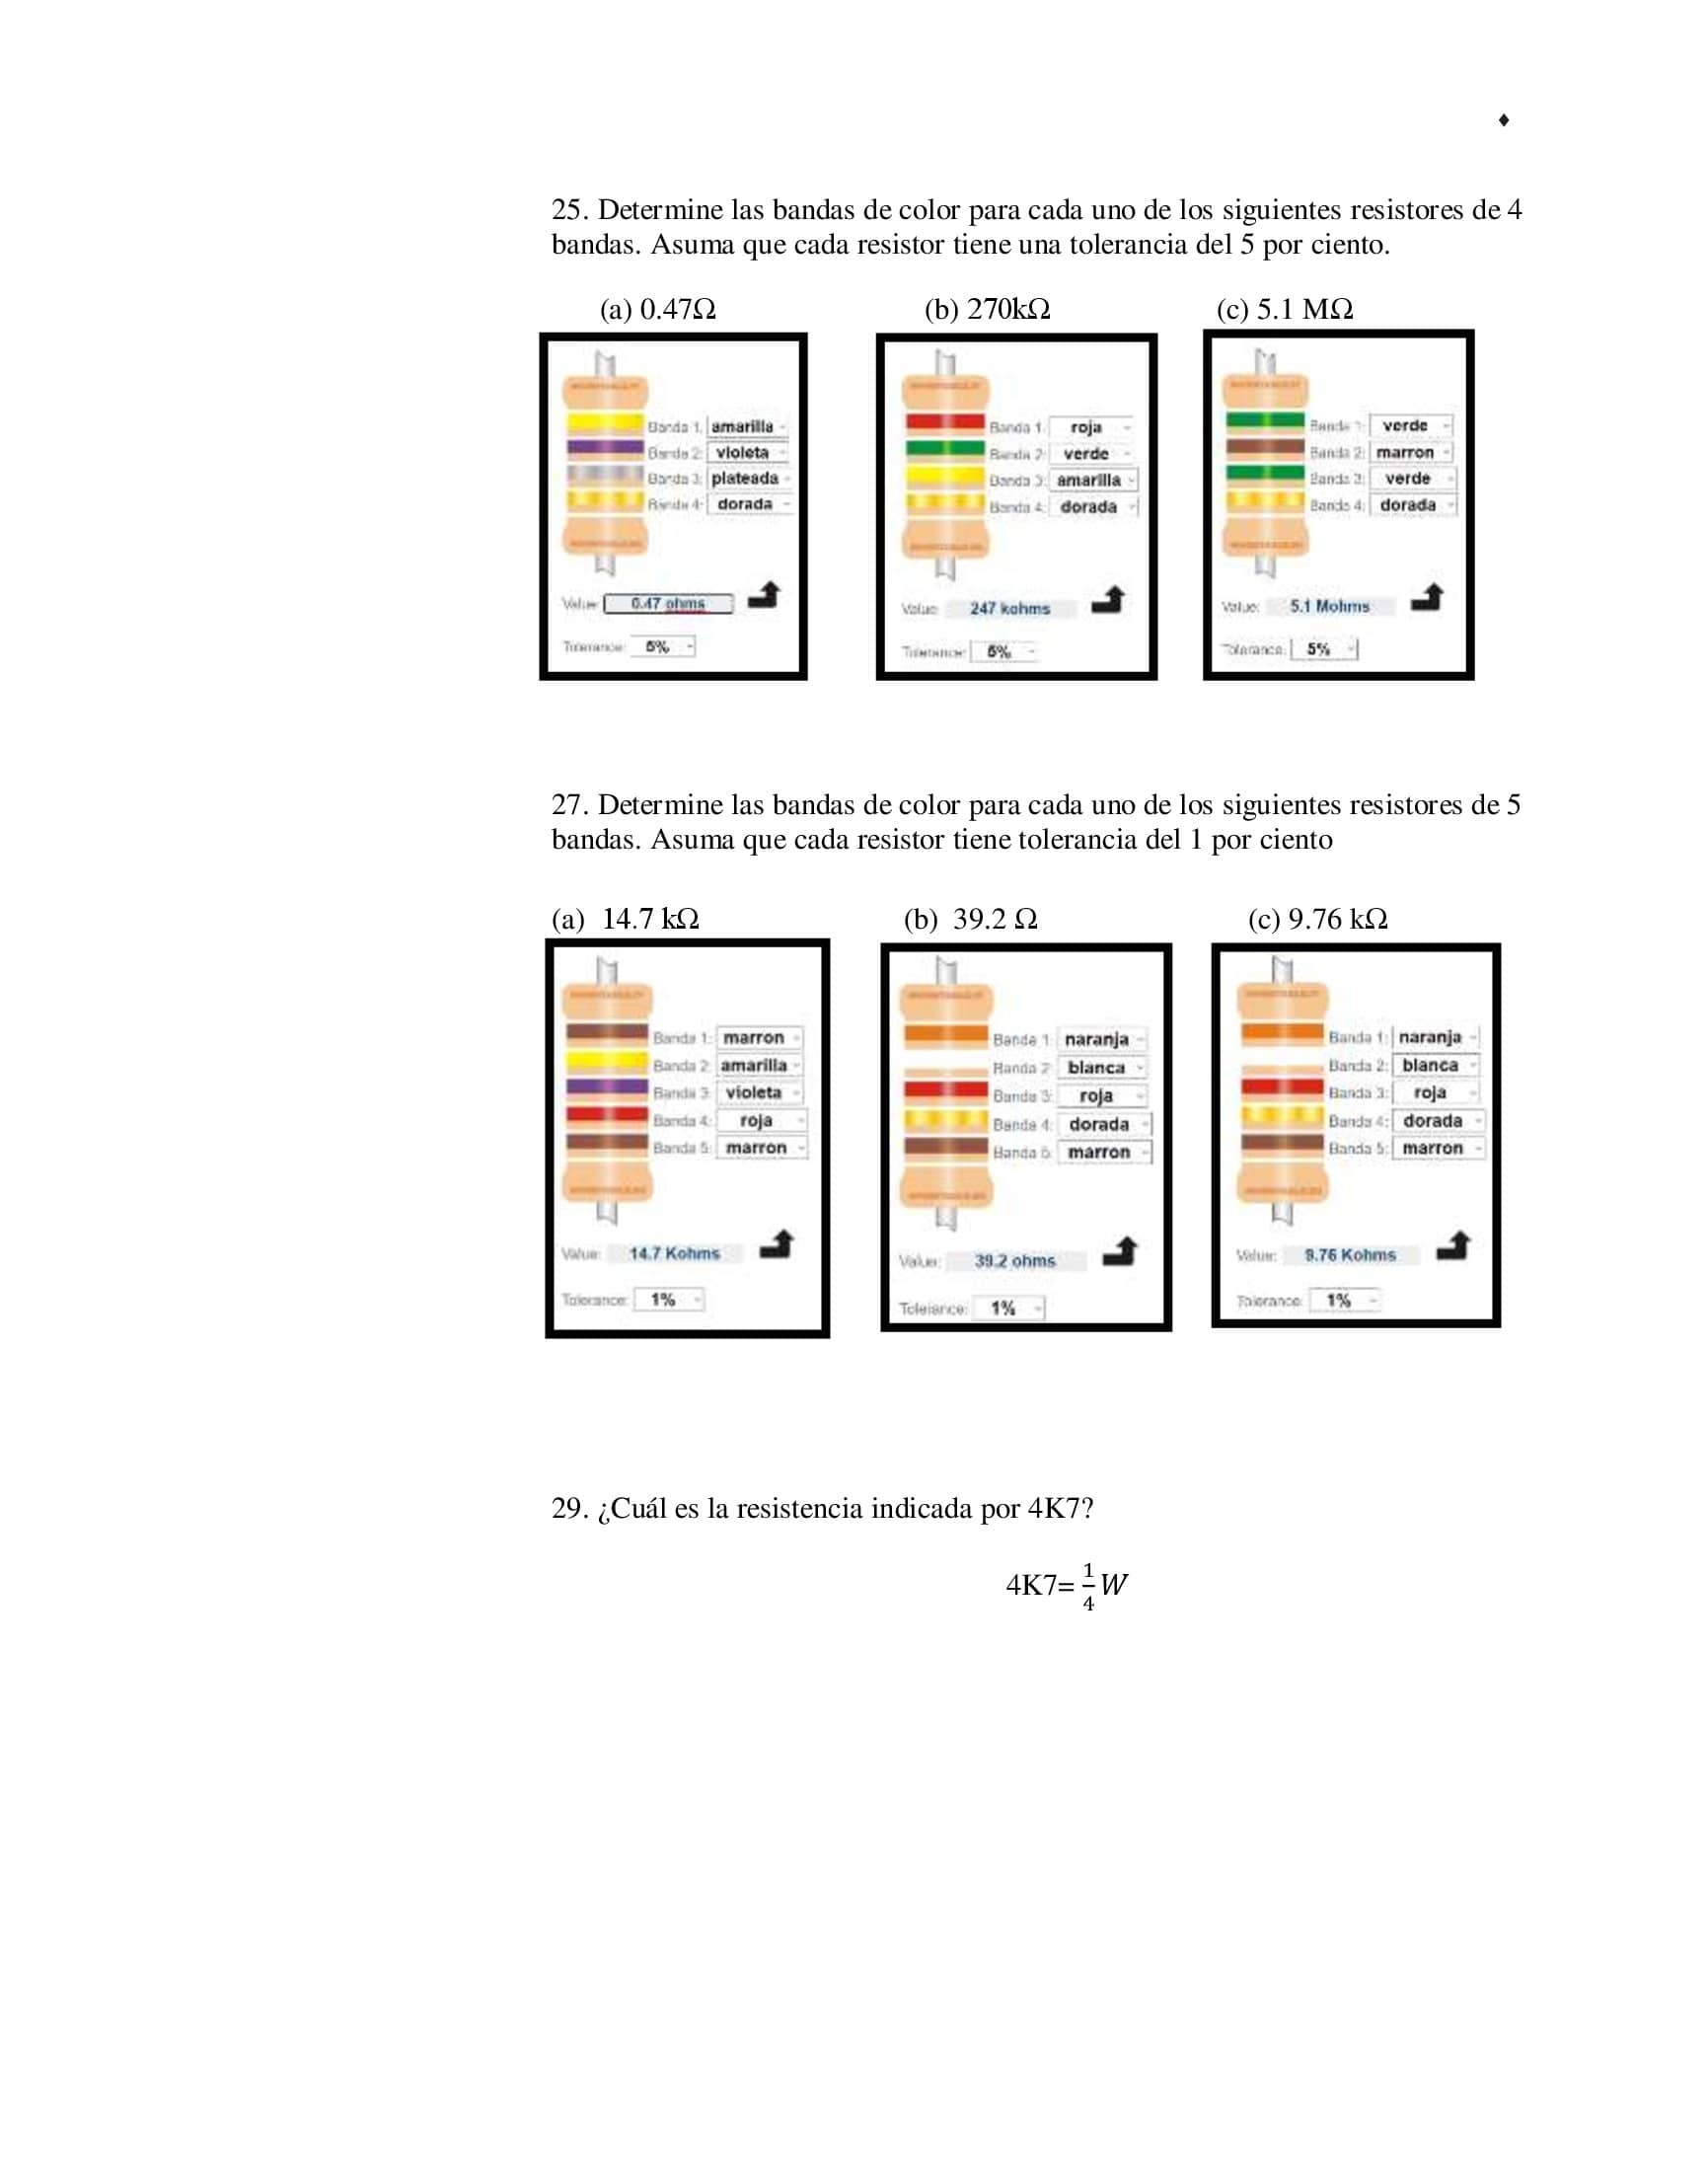 25. Determine las bandas de color para cada uno de los siguientes resistores de 4
bandas. Asuma que cada resistor tiene una tolerancia del 5 por ciento.
(a) 0.47Ω
(b) 270kΩ
(c) 5.1 MΩ
Banda 1: amarilla
Banda 2: violeta
Banda 3: plateada
Banda 4: dorada
Value: 0.47 ohms
Tolerance: 5%
Banda 1: roja
Banda 2: verde
Banda 3: amarilla
Banda 4: dorada
Value: 247 kohms
Tolerance: 5%
Banda 1: verde
Banda 2: marron
Banda 3: verde
Banda 4: dorada
Value: 5.1 Mohms
Tolerance: 5%
27. Determine las bandas de color para cada uno de los siguientes resistores de 5
bandas. Asuma que cada resistor tiene tolerancia del 1 por ciento
(a) 14.7 kΩ
(b) 39.2 Ω
(c) 9.76 kΩ
Banda 1: marron
Banda 2: amarilla
Banda 3: violeta
Banda 4: roja
Banda 5: marron
Value: 14.7 Kohms
Tolerance: 1%
Banda 1: naranja
Banda 2: blanca
Banda 3: roja
Banda 4: dorada
Banda 5: marron
Value: 39.2 ohms
Tolerance: 1%
Banda 1: naranja
Banda 2: blanca
Banda 3: roja
Banda 4: dorada
Banda 5: marron
Value: 9.76 Kohms
Tolerance: 1%
29. ¿Cuál es la resistencia indicada por 4K7?
4K7= 1/4 W